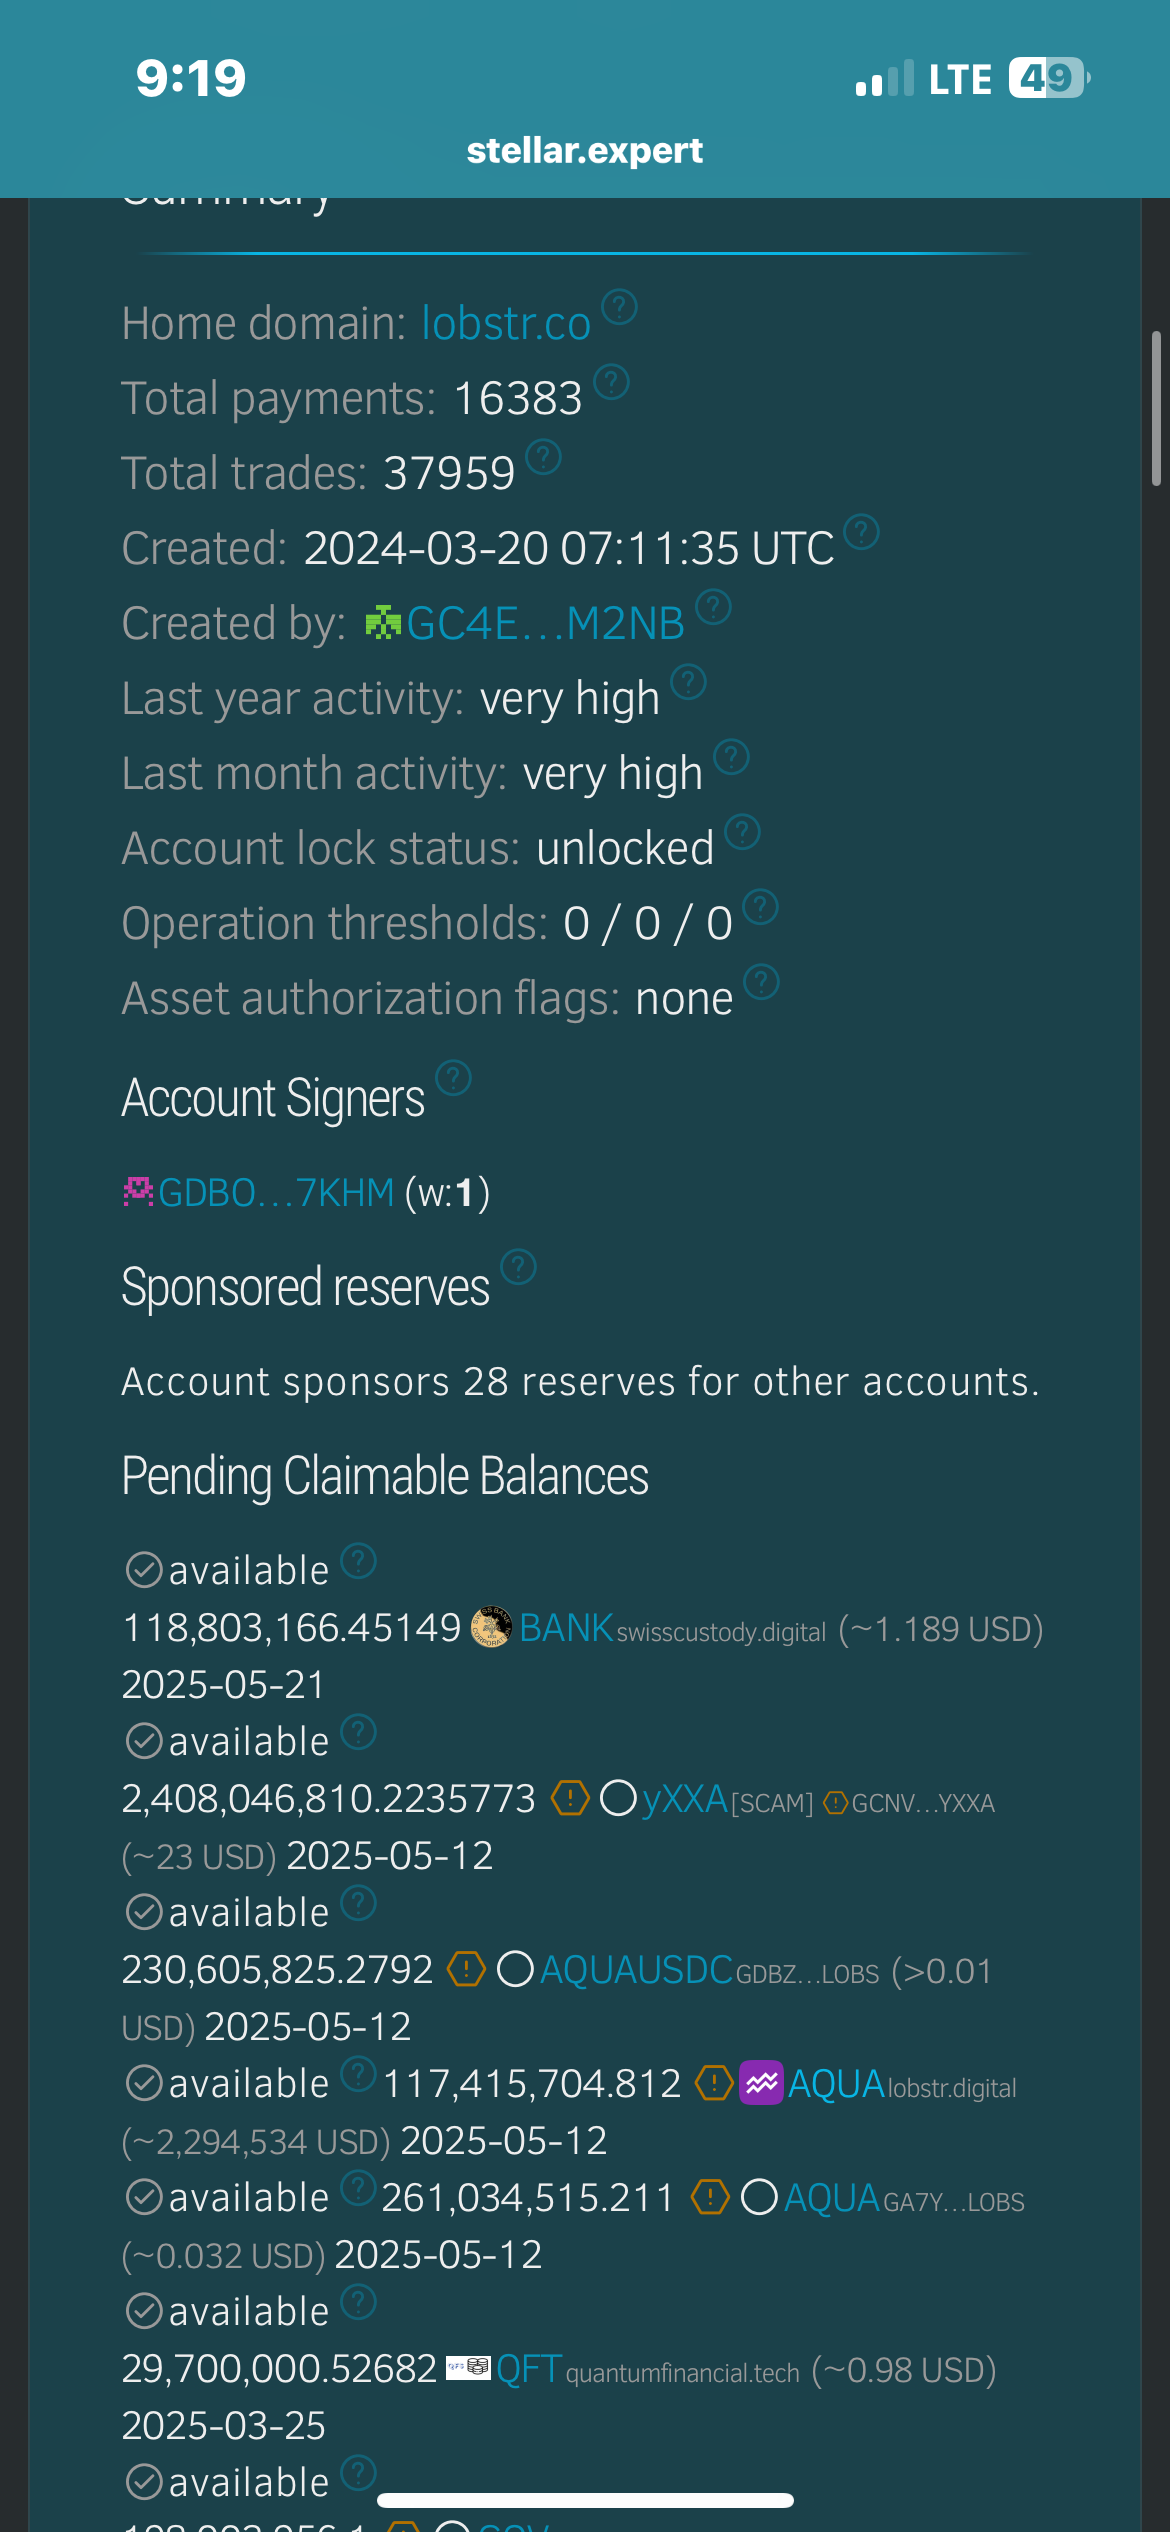 9:19
LTE 49
stellar.expert
Summary
Home domain: lobstr.co
Total payments: 16383
Total trades: 37959
Created: 2024-03-20 07:11:35 UTC
Created by: GC4E...M2NB
Last year activity: very high
Last month activity: very high
Account lock status: unlocked
Operation thresholds: 0 / 0 / 0
Asset authorization flags: none
Account Signers
GDBO...7KHM (w:1)
Sponsored reserves
Account sponsors 28 reserves for other accounts.
Pending Claimable Balances
available
118,803,166.45149 BANK swisscustody.digital (~1.189 USD)
2025-05-21
available
2,408,046,810.2235773 yXXA [SCAM] GCNV...YXXA
(~23 USD) 2025-05-12
available
230,605,825.2792 AQUAUSDC GDBZ...LOBS (>0.01
USD) 2025-05-12
available 117,415,704.812 AQUA lobstr.digital
(~2,294,534 USD) 2025-05-12
available 261,034,515.211 AQUA GA7Y...LOBS
(~0.032 USD) 2025-05-12
available
29,700,000.52682 QFT quantumfinancial.tech (~0.98 USD)
2025-03-25
available